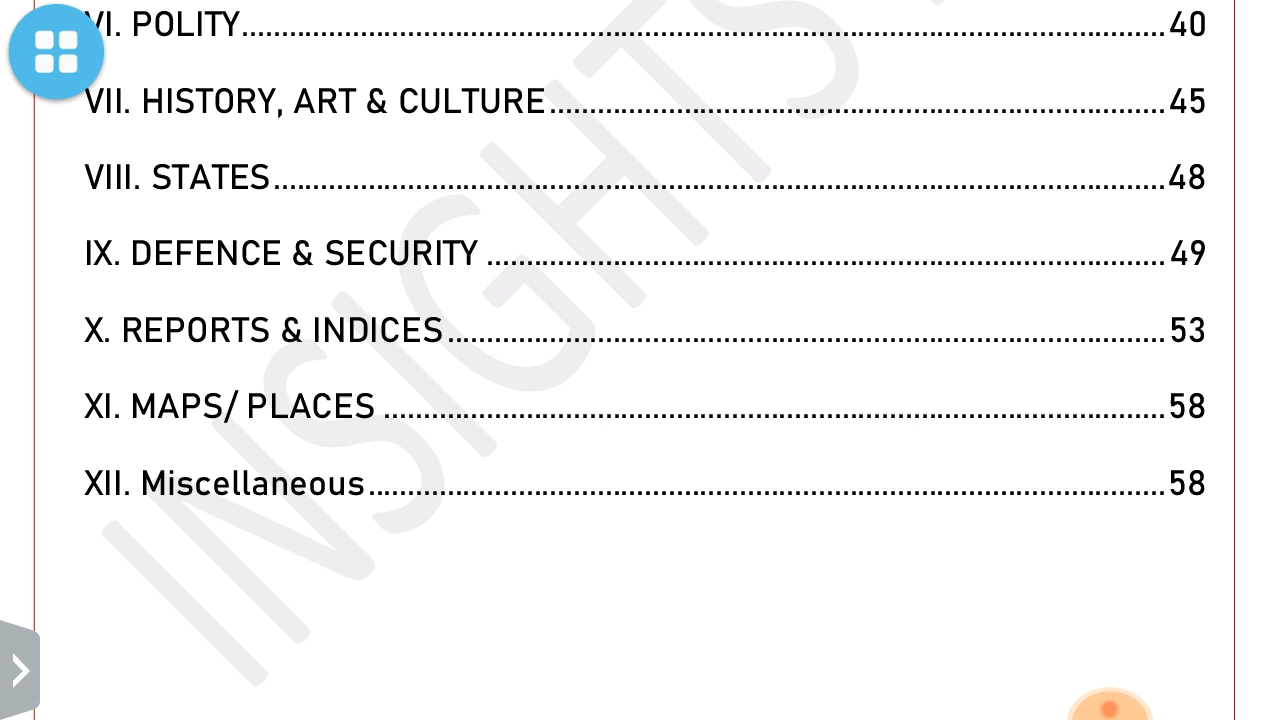 VI. POLITY........................................40
VII. HISTORY, ART & CULTURE........................................45
VIII. STATES........................................48
IX. DEFENCE & SECURITY ........................................49
X. REPORTS & INDICES........................................53
XI. MAPS/ PLACES ........................................58
XII. Miscellaneous........................................58
INSIGHTS